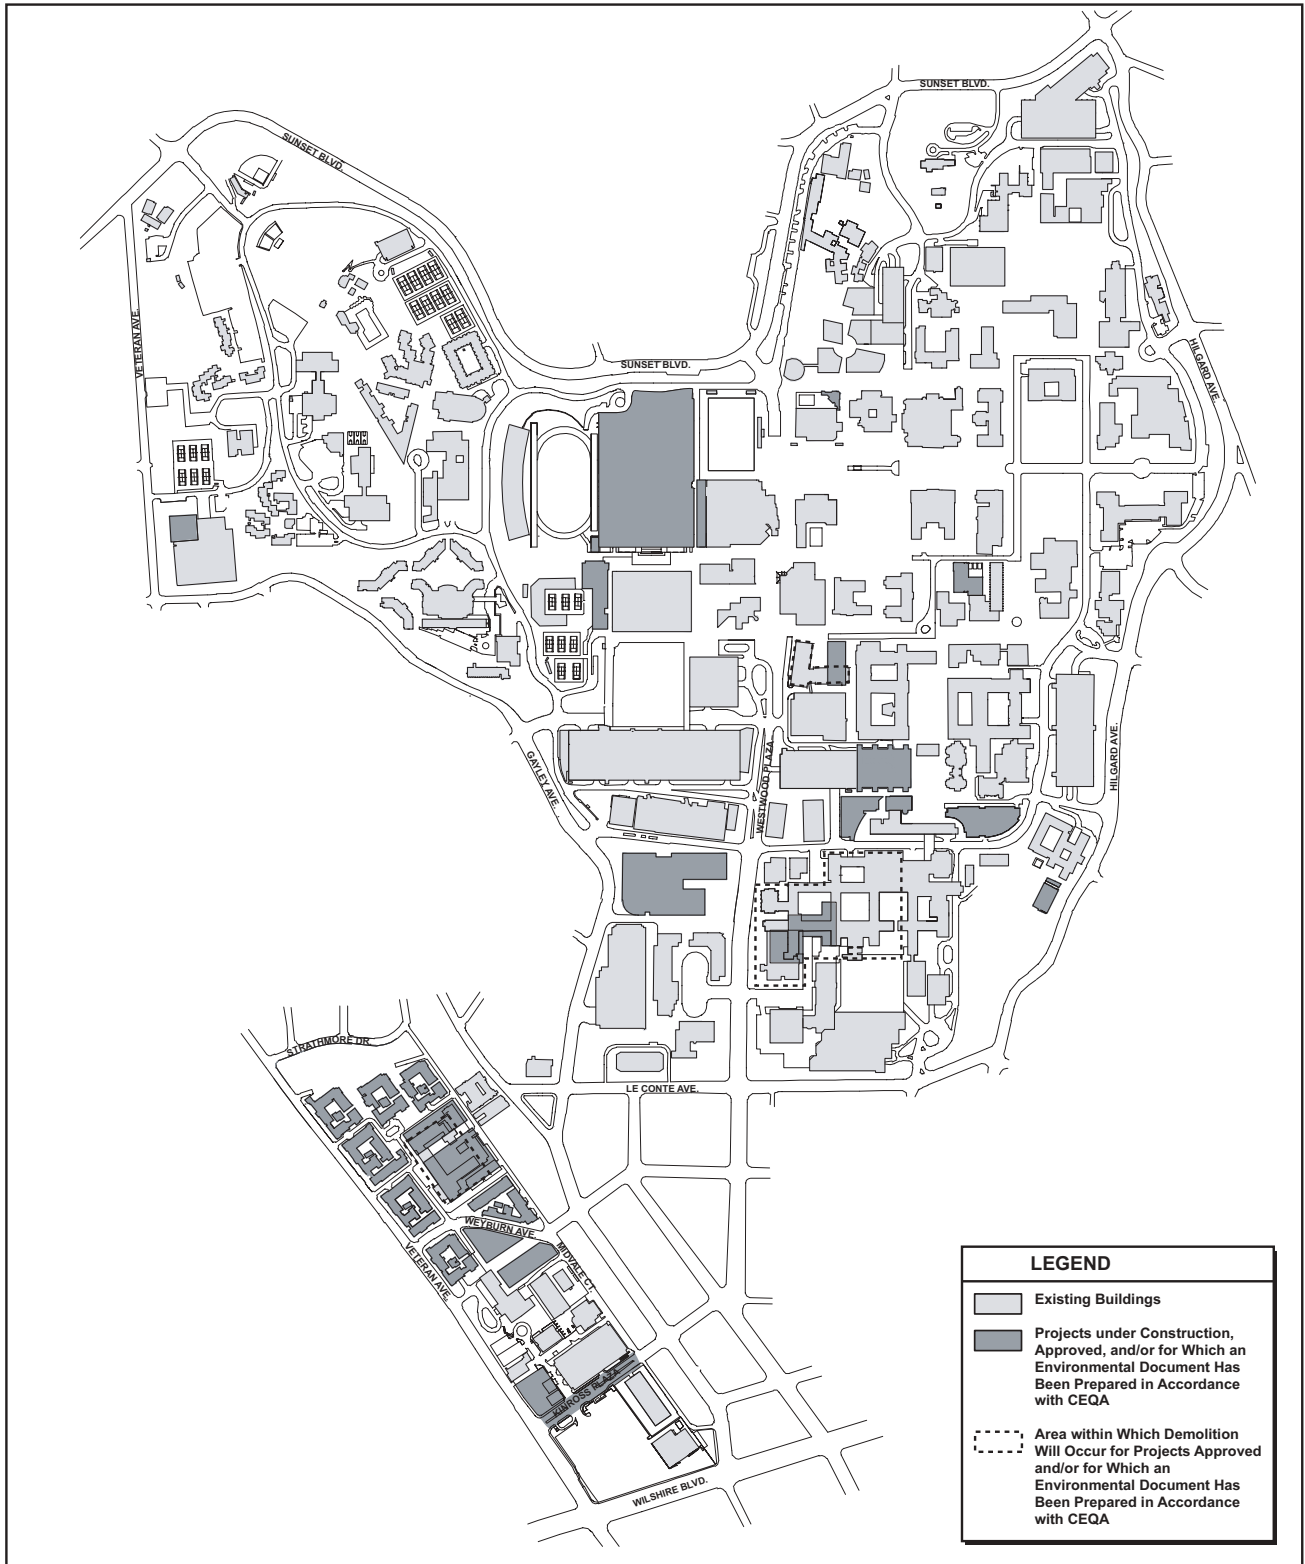 SUNSET BLVD.
SUNSET BLVD.
VETERAN AVE.
SUNSET BLVD.
HILGARD AVE.
HILGARD AVE.
GAYLEY AVE.
WESTWOOD PLAZA
STRATHMORE DR.
LE CONTE AVE.
WEYBURN AVE.
MIDVALE CT.
VETERAN AVE.
KINROSS PLAZA
WILSHIRE BLVD.
LEGEND
Existing Buildings
Projects under Construction,
Approved, and/or for Which an
Environmental Document Has
Been Prepared in Accordance
with CEQA
Area within Which Demolition
Will Occur for Projects Approved
and/or for Which an
Environmental Document Has
Been Prepared in Accordance
with CEQA